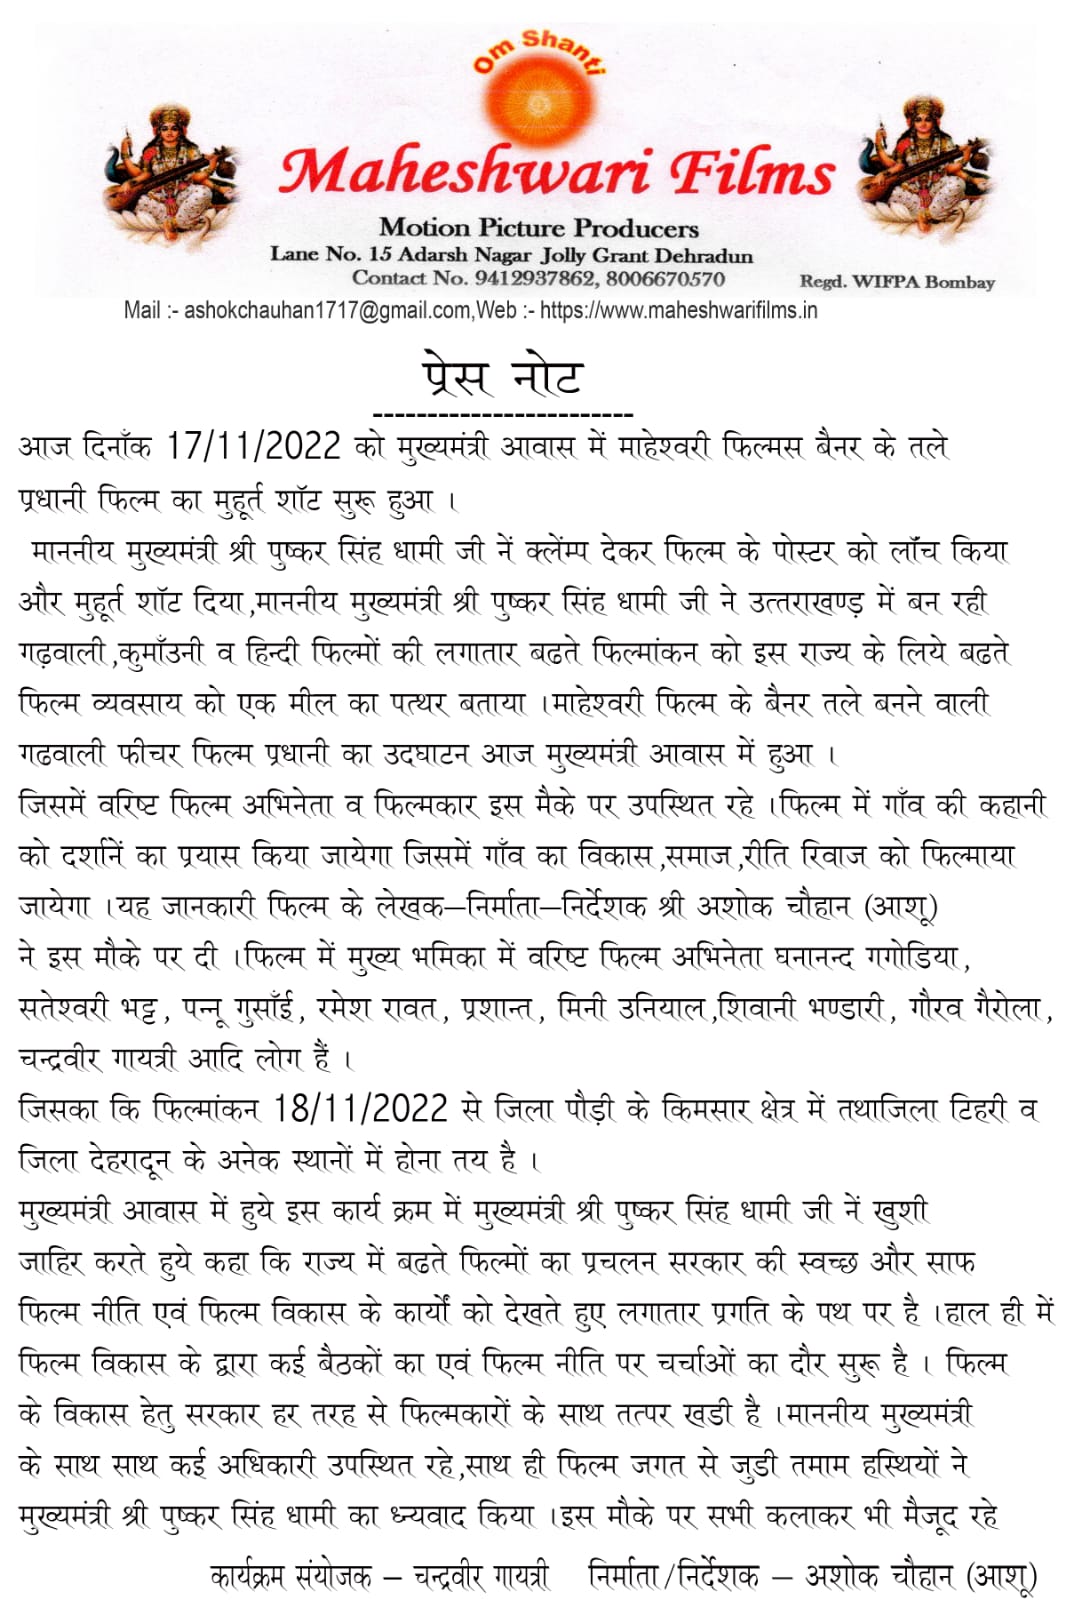 Om Shanti
Maheshwari Films
Motion Picture Producers
Lane No. 15 Adarsh Nagar Jolly Grant Dehradun
Contact No. 9412937862, 8006670570
Regd. WIFPA Bombay
Mail :- ashokchauhan1717@gmail.com,Web :- https://www.maheshwarifilms.in
प्रेस नोट
------------------------
आज दिनाँक 17/11/2022 को मुख्यमंत्री आवास में माहेश्वरी फिल्मस बैनर के तले
प्रधानी फिल्म का मुहूर्त शॉट सुरू हुआ ।
माननीय मुख्यमंत्री श्री पुष्कर सिंह धामी जी नें क्लेंम्प देकर फिल्म के पोस्टर को लॉंच किया
और मुहूर्त शॉट दिया ,माननीय मुख्यमंत्री श्री पुष्कर सिंह धामी जी ने उत्तराखण्ड़ में बन रही
गढ़वाली ,कुमाँउनी व हिन्दी फिल्मों की लगातार बढते फिल्मांकन को इस राज्य के लिये बढते
फिल्म व्यवसाय को एक मील का पत्थर बताया ।माहेश्वरी फिल्म के बैनर तले बनने वाली
गढवाली फीचर फिल्म प्रधानी का उदघाटन आज मुख्यमंत्री आवास में हुआ ।
जिसमें वरिष्ट फिल्म अभिनेता व फिल्मकार इस मैके पर उपस्थित रहे ।फिल्म में गाँव की कहानी
को दर्शानें का प्रयास किया जायेगा जिसमें गाँव का विकास ,समाज ,रीति रिवाज को फिल्माया
जायेगा ।यह जानकारी फिल्म के लेखक–निर्माता–निर्देशक श्री अशोक चौहान (आशू)
ने इस मौके पर दी ।फिल्म में मुख्य भमिका में वरिष्ट फिल्म अभिनेता घनानन्द गगोडिया,
सतेश्वरी भट्ट, पन्नू गुसाँई, रमेश रावत, प्रशान्त, मिनी उनियाल ,शिवानी भण्डारी, गौरव गैरोला,
चन्द्रवीर गायत्री आदि लोग हैं ।
जिसका कि फिल्मांकन 18/11/2022 से जिला पौड़ी के किमसार क्षेत्र में तथाजिला टिहरी व
जिला देहरादून के अनेक स्थानों में होना तय है ।
मुख्यमंत्री आवास में हुये इस कार्य क्रम में मुख्यमंत्री श्री पुष्कर सिंह धामी जी नें खुशी
जाहिर करते हुये कहा कि राज्य में बढते फिल्मों का प्रचलन सरकार की स्वच्छ और साफ
फिल्म नीति एवं फिल्म विकास के कार्यों को देखते हुए लगातार प्रगति के पथ पर है ।हाल ही में
फिल्म विकास के द्वारा कई बैठकों का एवं फिल्म नीति पर चर्चाओं का दौर सुरू है । फिल्म
के विकास हेतु सरकार हर तरह से फिल्मकारों के साथ तत्पर खडी है ।माननीय मुख्यमंत्री
के साथ साथ कई अधिकारी उपस्थित रहे ,साथ ही फिल्म जगत से जुडी तमाम हस्थियों ने
मुख्यमंत्री श्री पुष्कर सिंह धामी का ध्न्यवाद किया ।इस मौके पर सभी कलाकर भी मैजूद रहे
कार्यक्रम संयोजक – चन्द्रवीर गायत्री निर्माता/निर्देशक – अशोक चौहान (आशू)